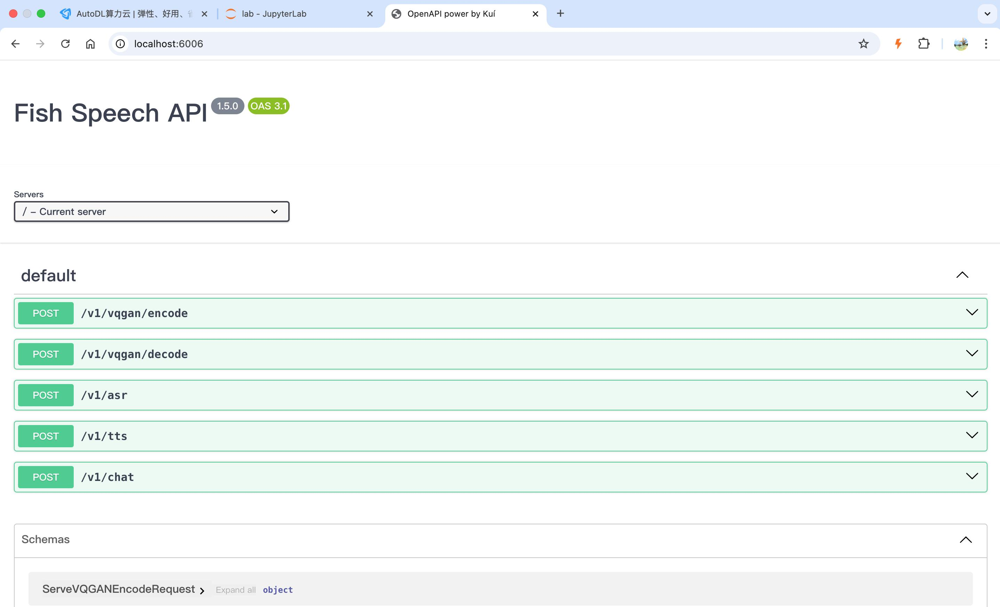 AutoDL算力云 | 弹性、好用、省
lab - JupyterLab
OpenAPI power by Kuí
localhost:6006
Fish Speech API 1.5.0 OAS 3.1
Servers
/ – Current server
default
POST /v1/vqgan/encode
POST /v1/vqgan/decode
POST /v1/asr
POST /v1/tts
POST /v1/chat
Schemas
ServeVQGANEncodeRequest Expand all object